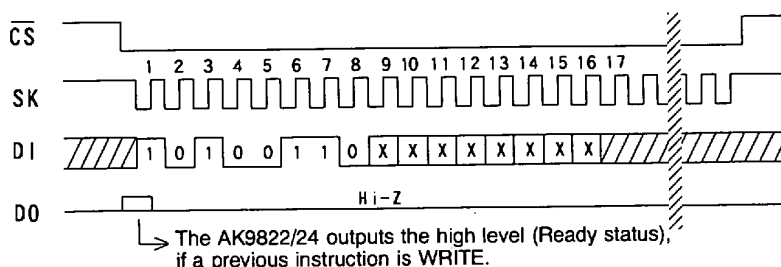 CS
1 2 3 4 5 6 7 8 9 10 11 12 13 14 15 16 17
SK
DI 1 0 1 0 0 1 1 0 X X X X X X X X
DO Hi-Z
The AK9822/24 outputs the high level (Ready status),
if a previous instruction is WRITE.